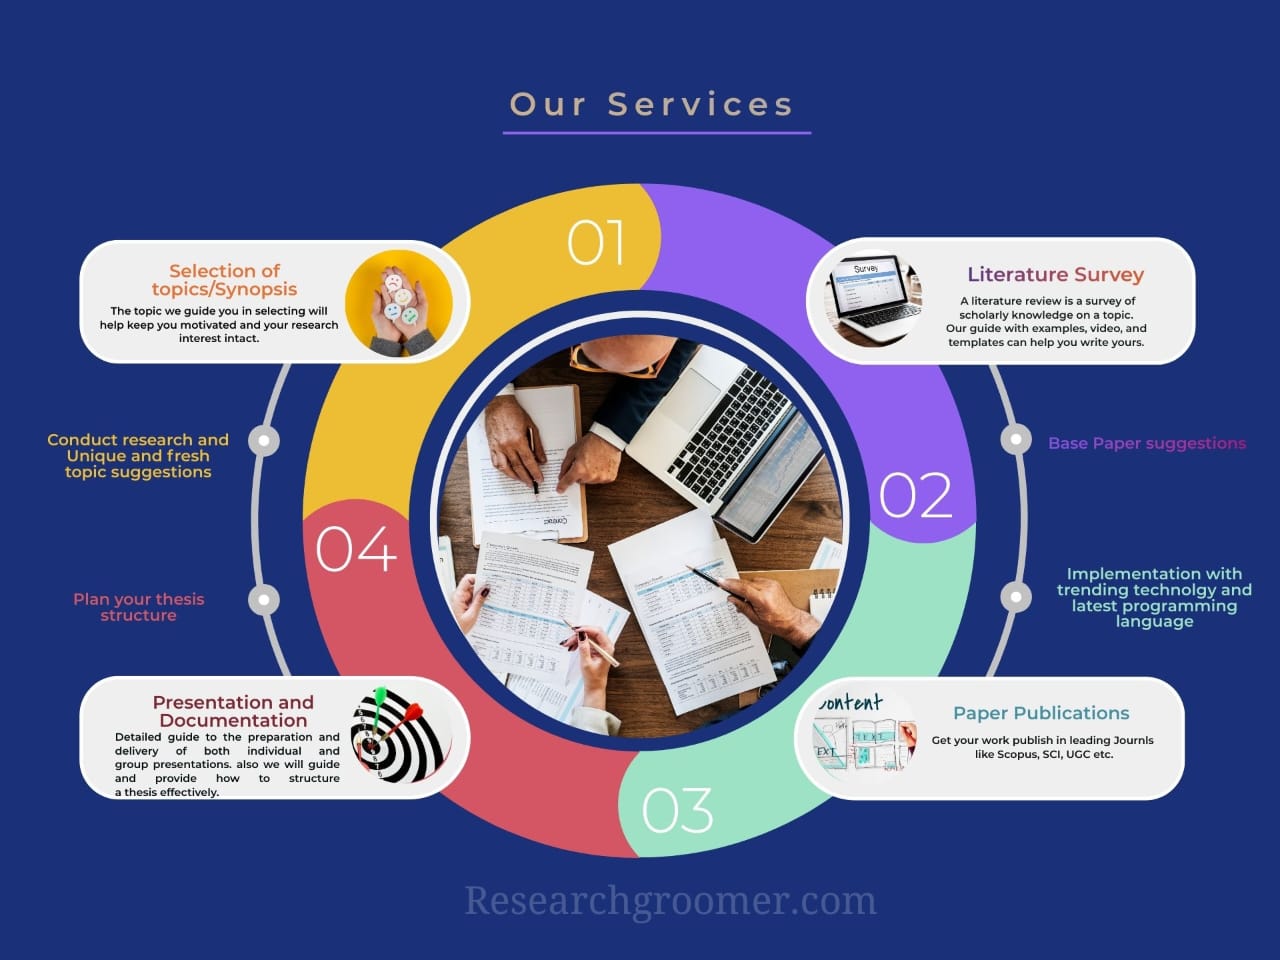 Our Services
01
Selection of
topics/Synopsis
The topic we guide you in selecting will
help keep you motivated and your research
interest intact.
Survey
Literature Survey
A literature review is a survey of
scholarly knowledge on a topic.
Our guide with examples, video, and
templates can help you write yours.
Conduct research and
Unique and fresh
topic suggestions
Base Paper suggestions
02
04
Contract
Plan your thesis
structure
Implementation with
trending technolgy and
latest programming
language
Presentation and
Documentation
Detailed guide to the preparation and
delivery of both individual and
group presentations. also we will guide
and provide how to structure
a thesis effectively.
content
TEXT
EXT
Paper Publications
Get your work publish in leading Journls
like Scopus, SCI, UGC etc.
03
Researchgroomer.com